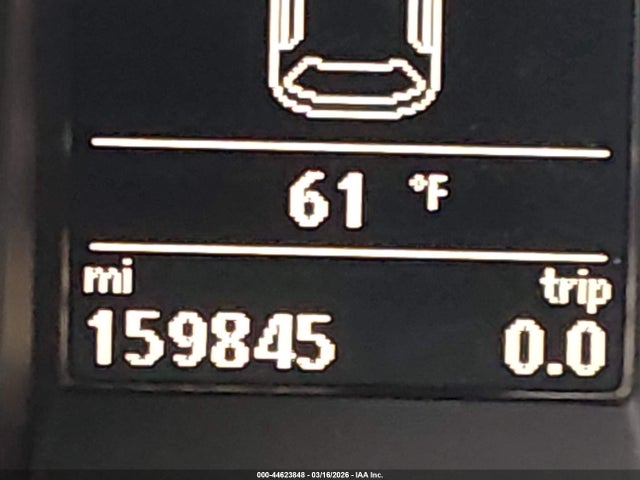 61 °F
mi trip
159845 0.0
000-44623848 - 03/16/2026 - IAA Inc.